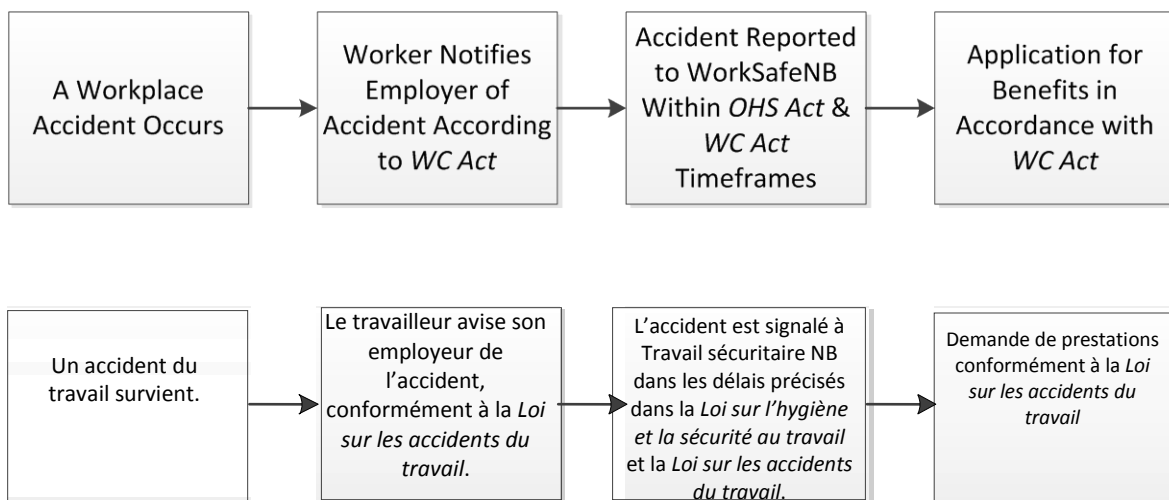 A Workplace
Accident Occurs
Worker Notifies
Employer of
Accident According
to WC Act
Accident Reported
to WorkSafeNB
Within OHS Act &
WC Act
Timeframes
Application for
Benefits in
Accordance with
WC Act
Un accident du
travail survient.
Le travailleur avise son
employeur de
l’accident,
conformément à la Loi
sur les accidents du
travail.
L’accident est signalé à
Travail sécuritaire NB
dans les délais précisés
dans la Loi sur l’hygiène
et la sécurité au travail
et la Loi sur les accidents
du travail.
Demande de prestations
conformément à la Loi
sur les accidents du
travail